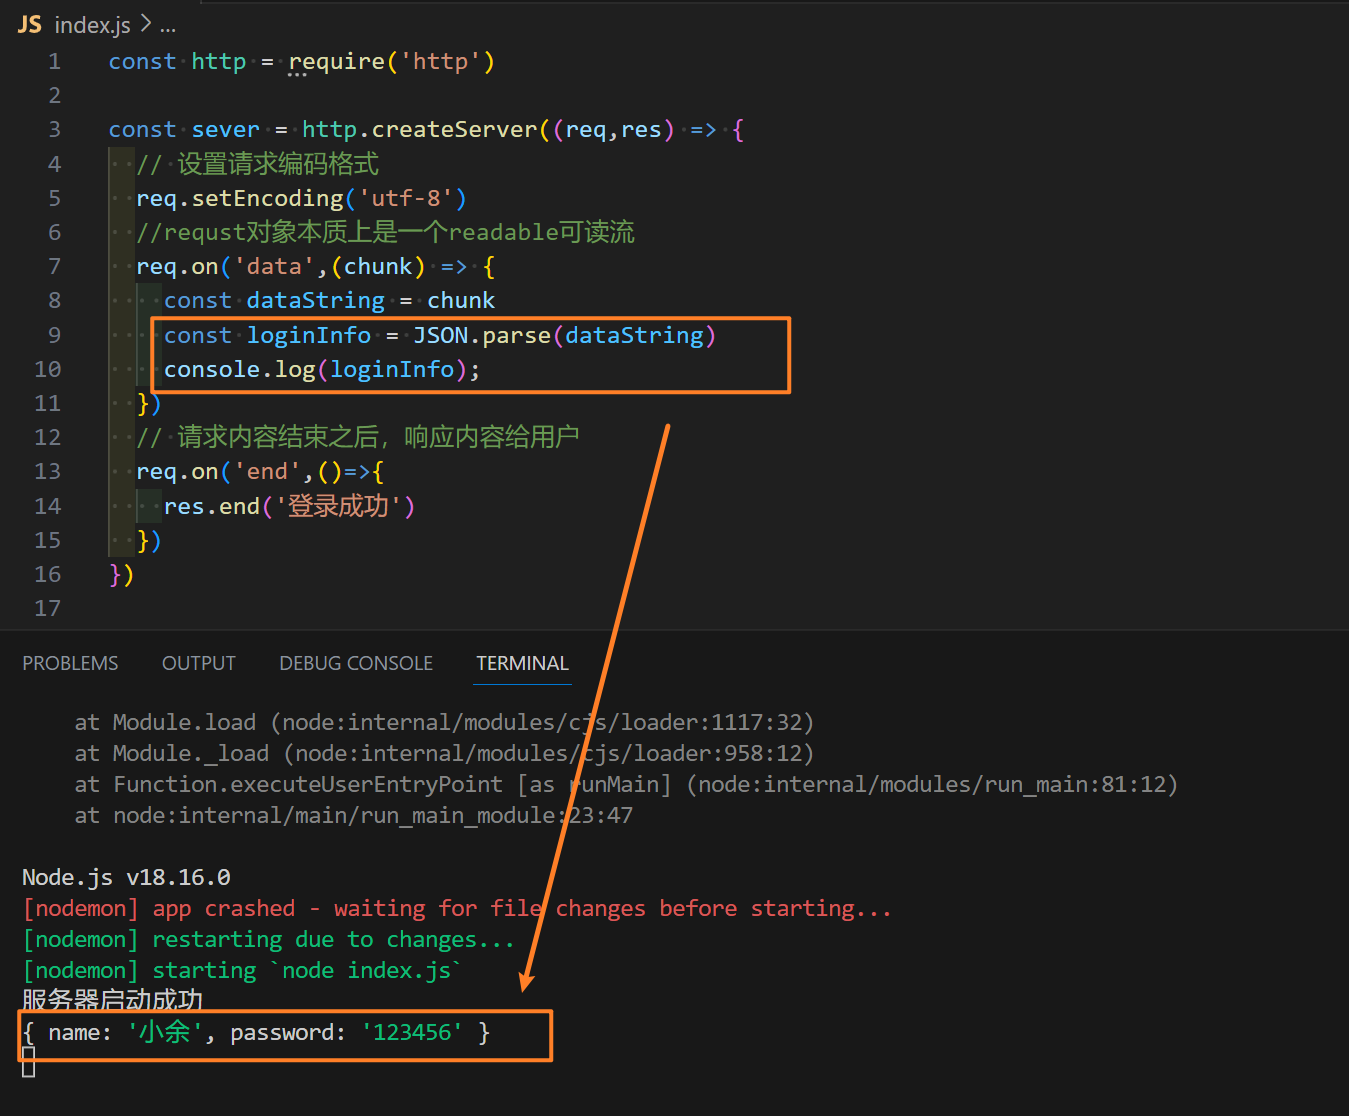 JS index.js > ...
1 const http = require('http')
2
3 const sever = http.createServer((req,res) => {
4 // 设置请求编码格式
5 req.setEncoding('utf-8')
6 //requst对象本质上是一个readable可读流
7 req.on('data',(chunk) => {
8 const dataString = chunk
9 const loginInfo = JSON.parse(dataString)
10 console.log(loginInfo);
11 })
12 // 请求内容结束之后，响应内容给用户
13 req.on('end',()=>{
14 res.end('登录成功')
15 })
16 })
17
PROBLEMS OUTPUT DEBUG CONSOLE TERMINAL
at Module.load (node:internal/modules/cjs/loader:1117:32)
at Module._load (node:internal/modules/cjs/loader:958:12)
at Function.executeUserEntryPoint [as runMain] (node:internal/modules/run_main:81:12)
at node:internal/main/run_main_module:23:47
Node.js v18.16.0
[nodemon] app crashed - waiting for file changes before starting...
[nodemon] restarting due to changes...
[nodemon] starting `node index.js`
服务器启动成功
{ name: '小余', password: '123456' }